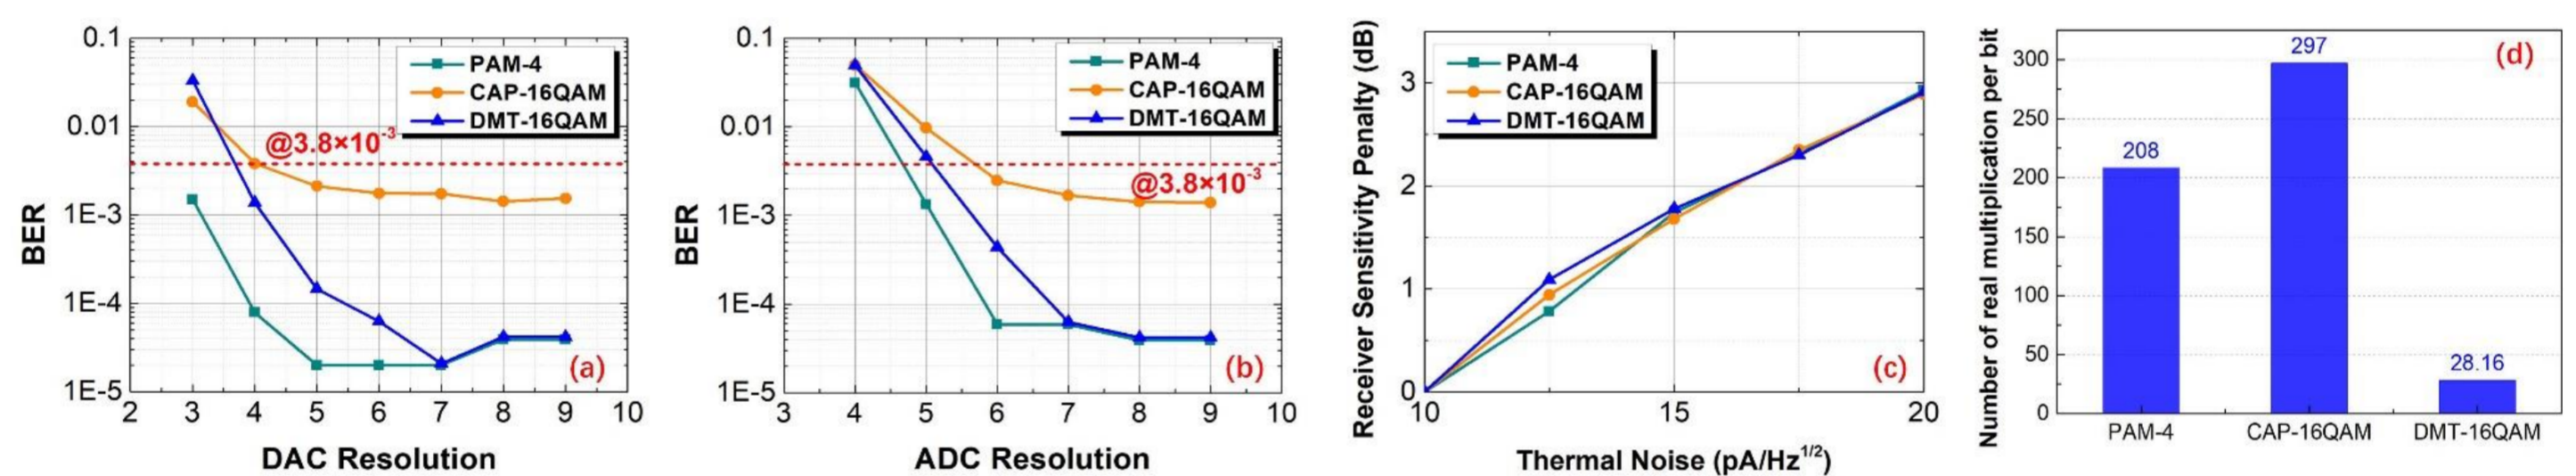 0.1
0.01
1E-3
1E-4
1E-5
BER
PAM-4
CAP-16QAM
DMT-16QAM
@3.8×10⁻³
(a)
2 3 4 5 6 7 8 9 10
DAC Resolution
0.1
0.01
1E-3
1E-4
1E-5
BER
PAM-4
CAP-16QAM
DMT-16QAM
@3.8×10⁻³
(b)
3 4 5 6 7 8 9 10
ADC Resolution
Receiver Sensitivity Penalty (dB)
3
2
1
0
PAM-4
CAP-16QAM
DMT-16QAM
(c)
10 15 20
Thermal Noise (pA/Hz¹ᐟ²)
Number of real multiplication per bit
300
250
200
150
100
50
0
208
297
28.16
(d)
PAM-4 CAP-16QAM DMT-16QAM